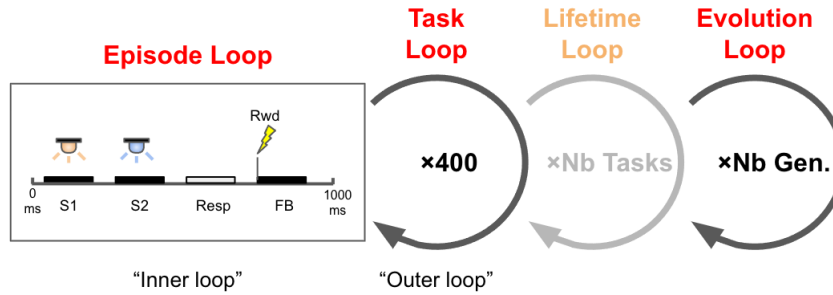 Episode Loop
Task
Loop
Lifetime
Loop
Evolution
Loop
Rwd
0
ms
S1
S2
Resp
FB
1000
ms
×400
×Nb Tasks
×Nb Gen.
“Inner loop”
“Outer loop”